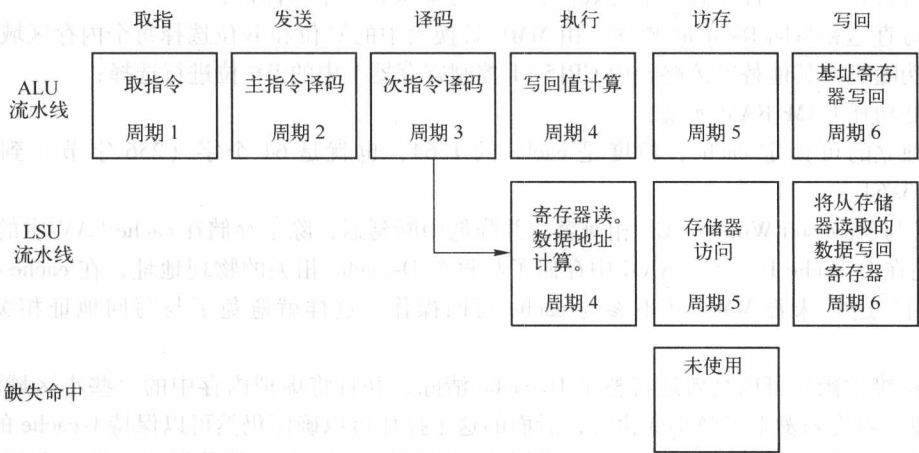 取指 发送 译码 执行 访存 写回
ALU
流水线
取指令
周期 1
主指令译码
周期 2
次指令译码
周期 3
写回值计算
周期 4
周期 5
基址寄存
器写回
周期 6
LSU
流水线
寄存器读。
数据地址
计算。
周期 4
存储器
访问
周期 5
将从存储
器读取的
数据写回
寄存器
周期 6
缺失命中
未使用